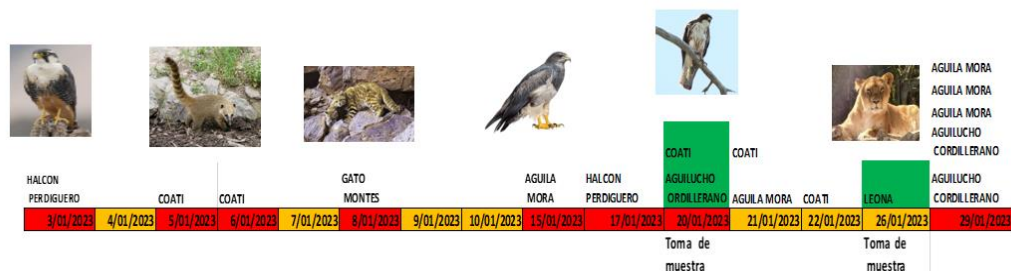 AGUILA MORA
AGUILA MORA
AGUILA MORA
AGUILUCHO
CORDILLERANO
COATI COATI
HALCON GATO AGUILA HALCON AGUILUCHO AGUILUCHO
PERDIGUERO COATI COATI MONTES MORA PERDIGUERO CORDILLERANO AGUILA MORA COATI LEONA CORDILLERANO
3/01/2023 4/01/2023 5/01/2023 6/01/2023 7/01/2023 8/01/2023 9/01/2023 10/01/2023 15/01/2023 17/01/2023 20/01/2023 21/01/2023 22/01/2023 26/01/2023 29/01/2023
Toma de Toma de
muestra muestra